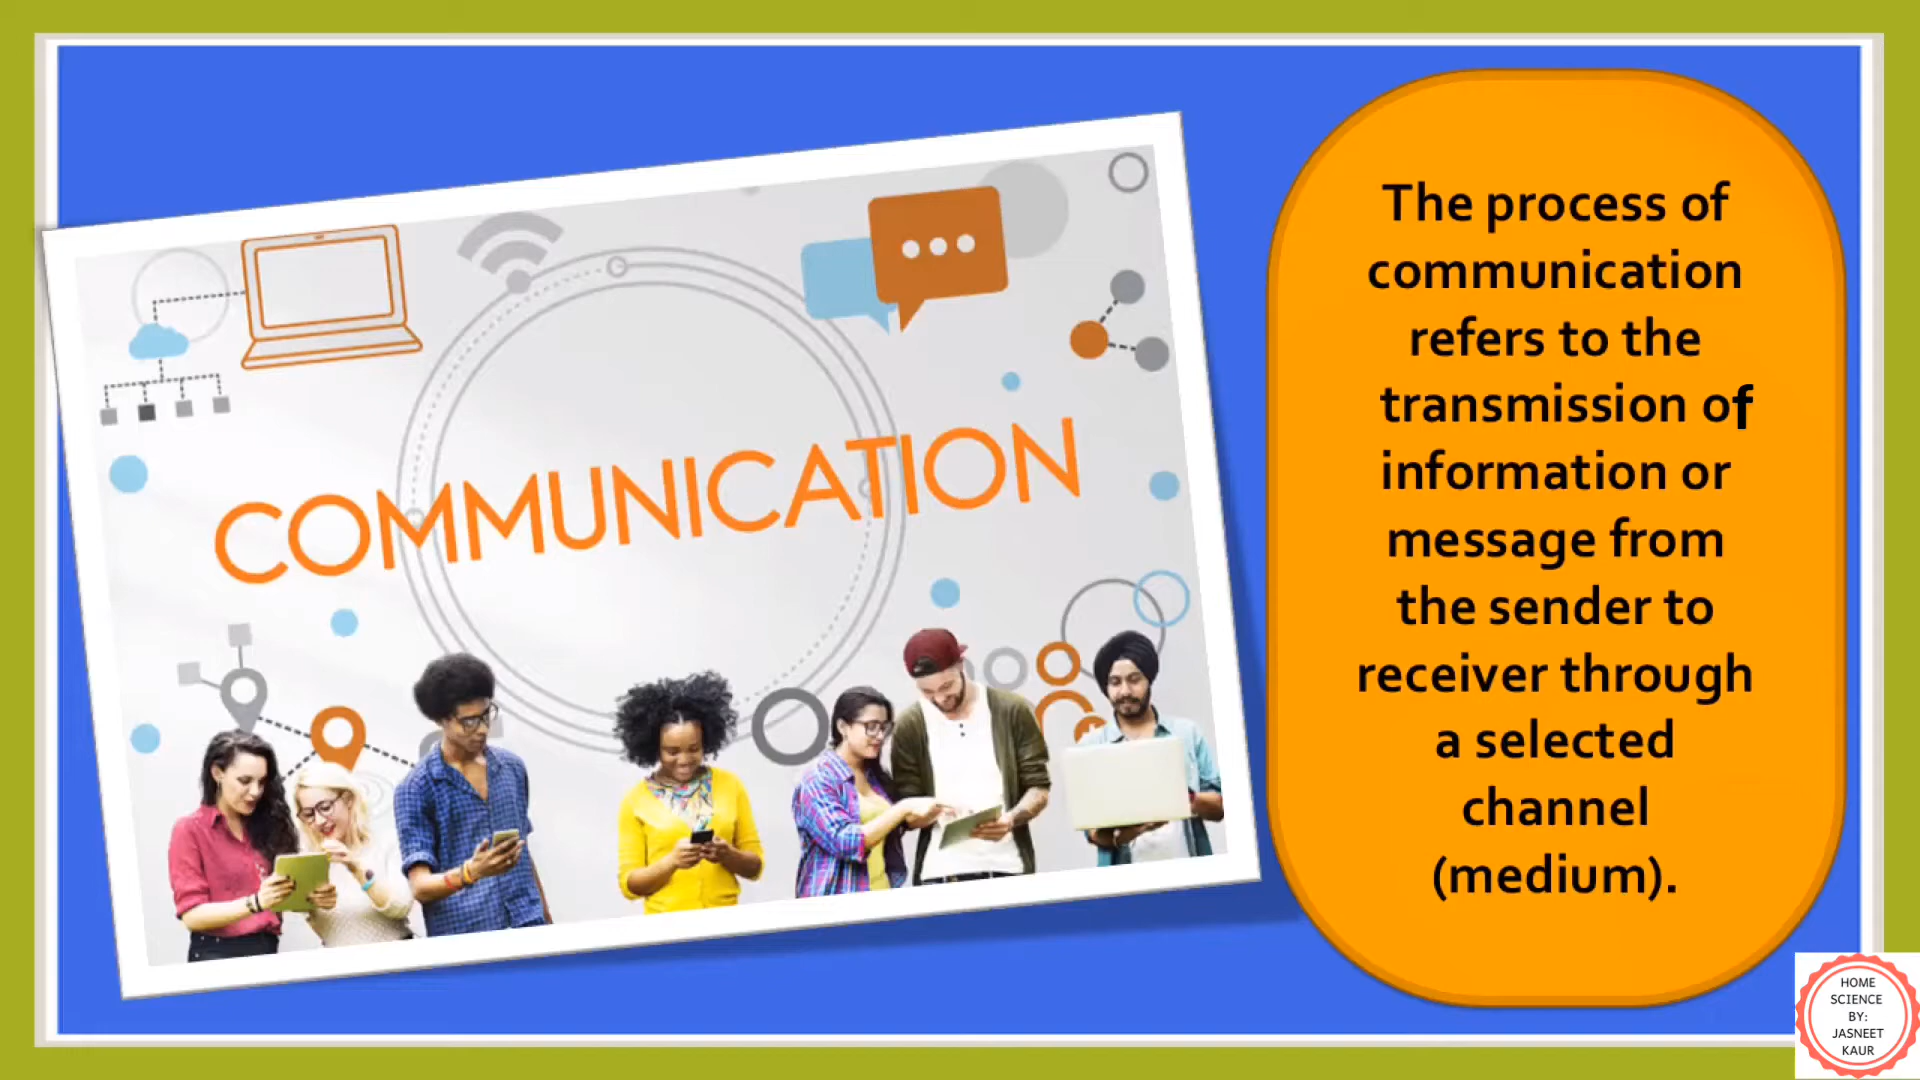 COMMUNICATION
The process of
communication
refers to the
transmission of
information or
message from
the sender to
receiver through
a selected
channel
(medium).
HOME
SCIENCE
BY:
JASNEET
KAUR